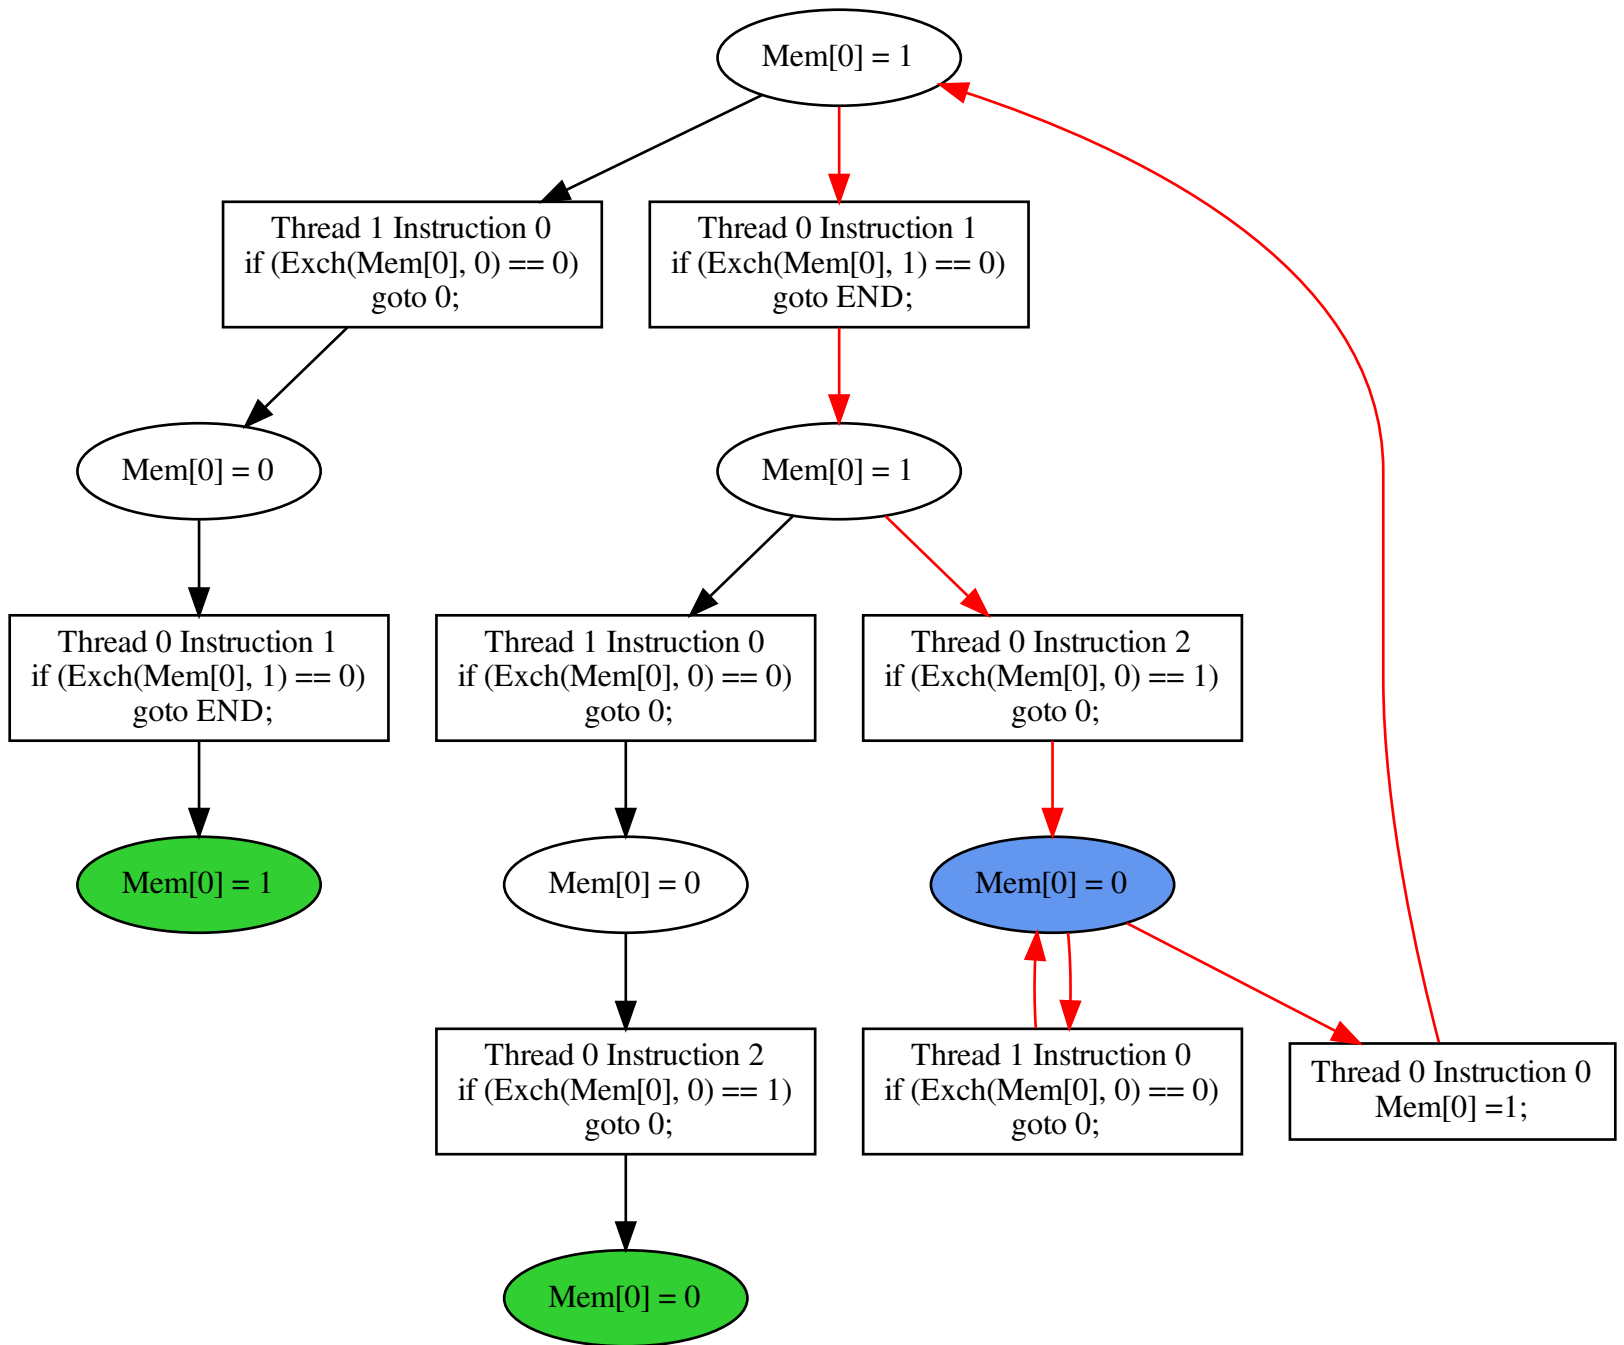 Mem[0] = 1
Thread 1 Instruction 0
if (Exch(Mem[0], 0) == 0)
goto 0;
Thread 0 Instruction 1
if (Exch(Mem[0], 1) == 0)
goto END;
Mem[0] = 0
Mem[0] = 1
Thread 0 Instruction 1
if (Exch(Mem[0], 1) == 0)
goto END;
Thread 1 Instruction 0
if (Exch(Mem[0], 0) == 0)
goto 0;
Thread 0 Instruction 2
if (Exch(Mem[0], 0) == 1)
goto 0;
Mem[0] = 1
Mem[0] = 0
Mem[0] = 0
Thread 0 Instruction 2
if (Exch(Mem[0], 0) == 1)
goto 0;
Thread 1 Instruction 0
if (Exch(Mem[0], 0) == 0)
goto 0;
Thread 0 Instruction 0
Mem[0] =1;
Mem[0] = 0